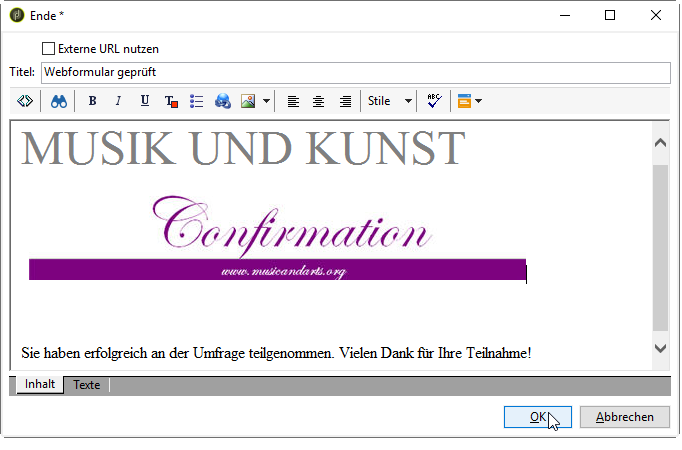 Ende *
Externe URL nutzen
Titel: Webformular geprüft
B I U T Stile ABC
MUSIK UND KUNST
Confirmation
www.musicandarts.org
Sie haben erfolgreich an der Umfrage teilgenommen. Vielen Dank für Ihre Teilnahme!
Inhalt Texte
OK Abbrechen